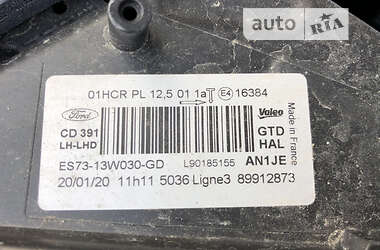 AUTO RIA
01HCR PL 12,5 01 1a E4 16384
Ford
Valeo
CD 391 GTD
LH-LHD HAL
Made in France
ES73-13W030-GD L90185155 AN1JE
20/01/20 11h11 5036 Ligne3 89912873